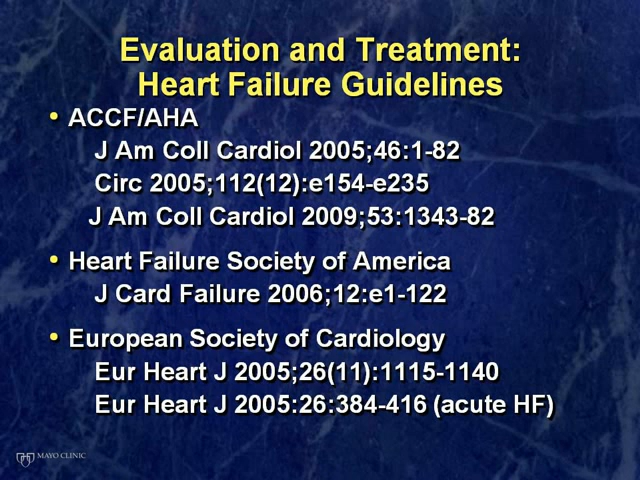 Evaluation and Treatment:
Heart Failure Guidelines
• ACCF/AHA
J Am Coll Cardiol 2005;46:1-82
Circ 2005;112(12):e154-e235
J Am Coll Cardiol 2009;53:1343-82
• Heart Failure Society of America
J Card Failure 2006;12:e1-122
• European Society of Cardiology
Eur Heart J 2005;26(11):1115-1140
Eur Heart J 2005:26:384-416 (acute HF)
MAYO CLINIC